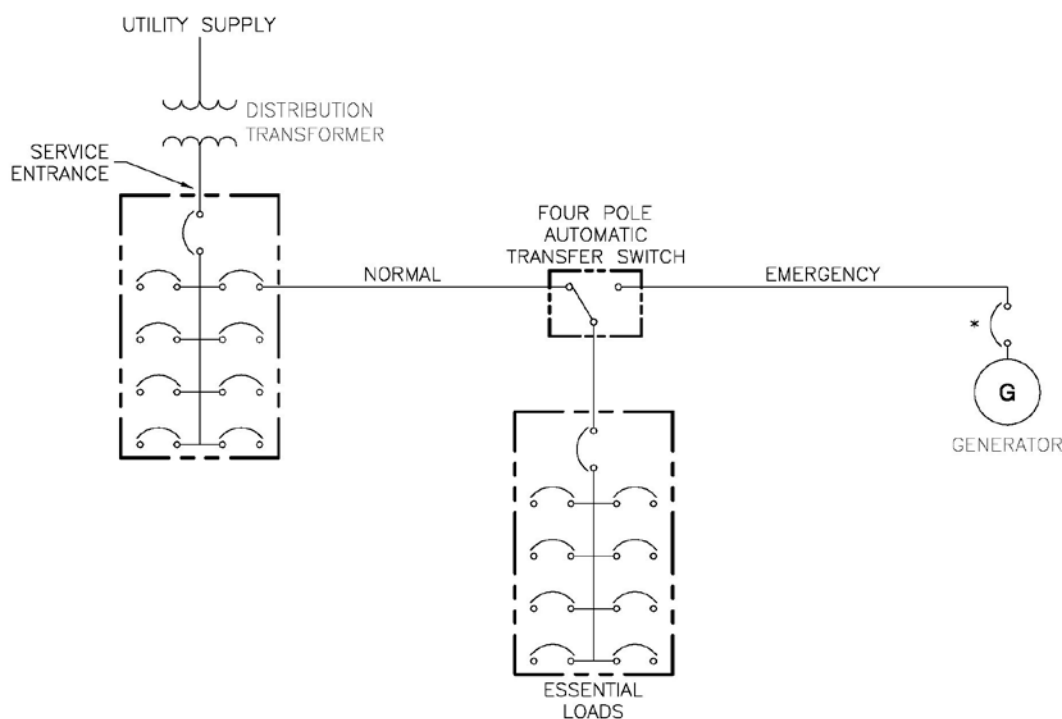 UTILITY SUPPLY
DISTRIBUTION
TRANSFORMER
SERVICE
ENTRANCE
FOUR POLE
AUTOMATIC
TRANSFER SWITCH
NORMAL
EMERGENCY
*
G
GENERATOR
ESSENTIAL
LOADS